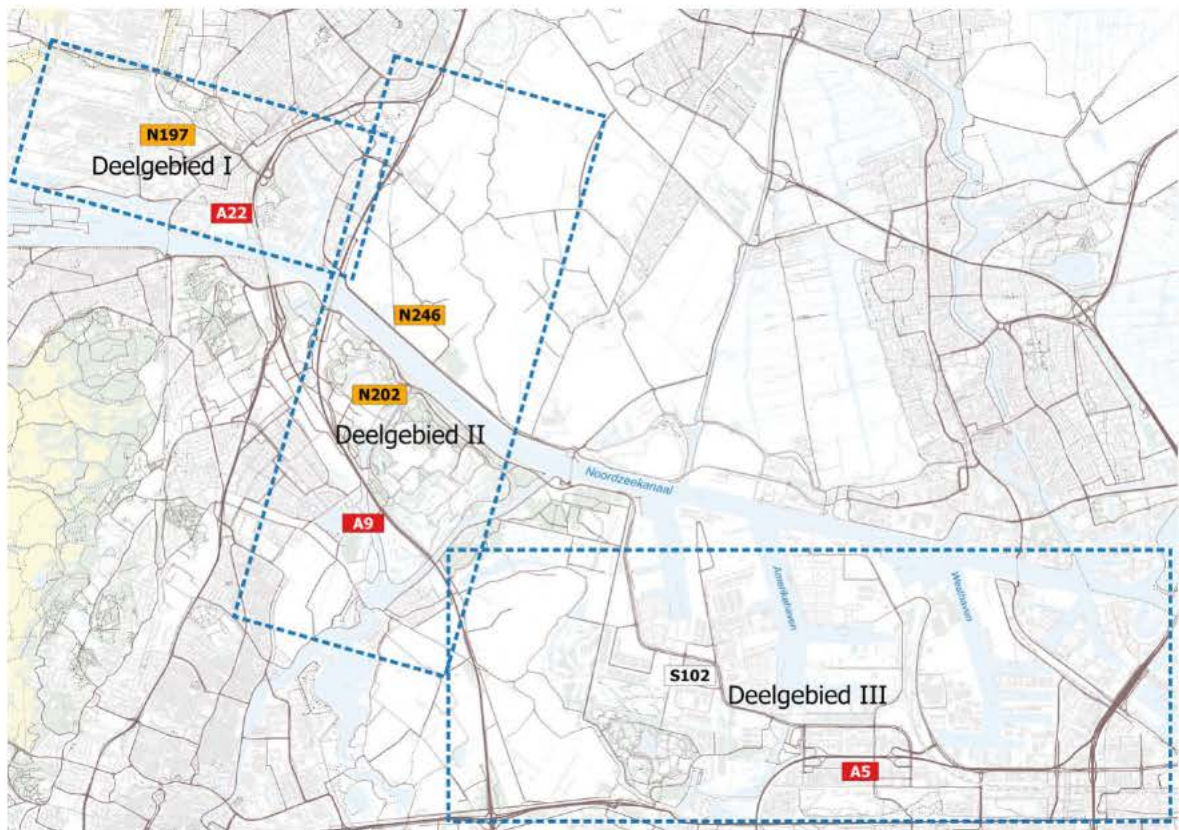 N197
Deelgebied I
A22
N246
N202
Deelgebied II
Noordzeekanaal
A9
Amerikahaven
Westhaven
S102
Deelgebied III
A5